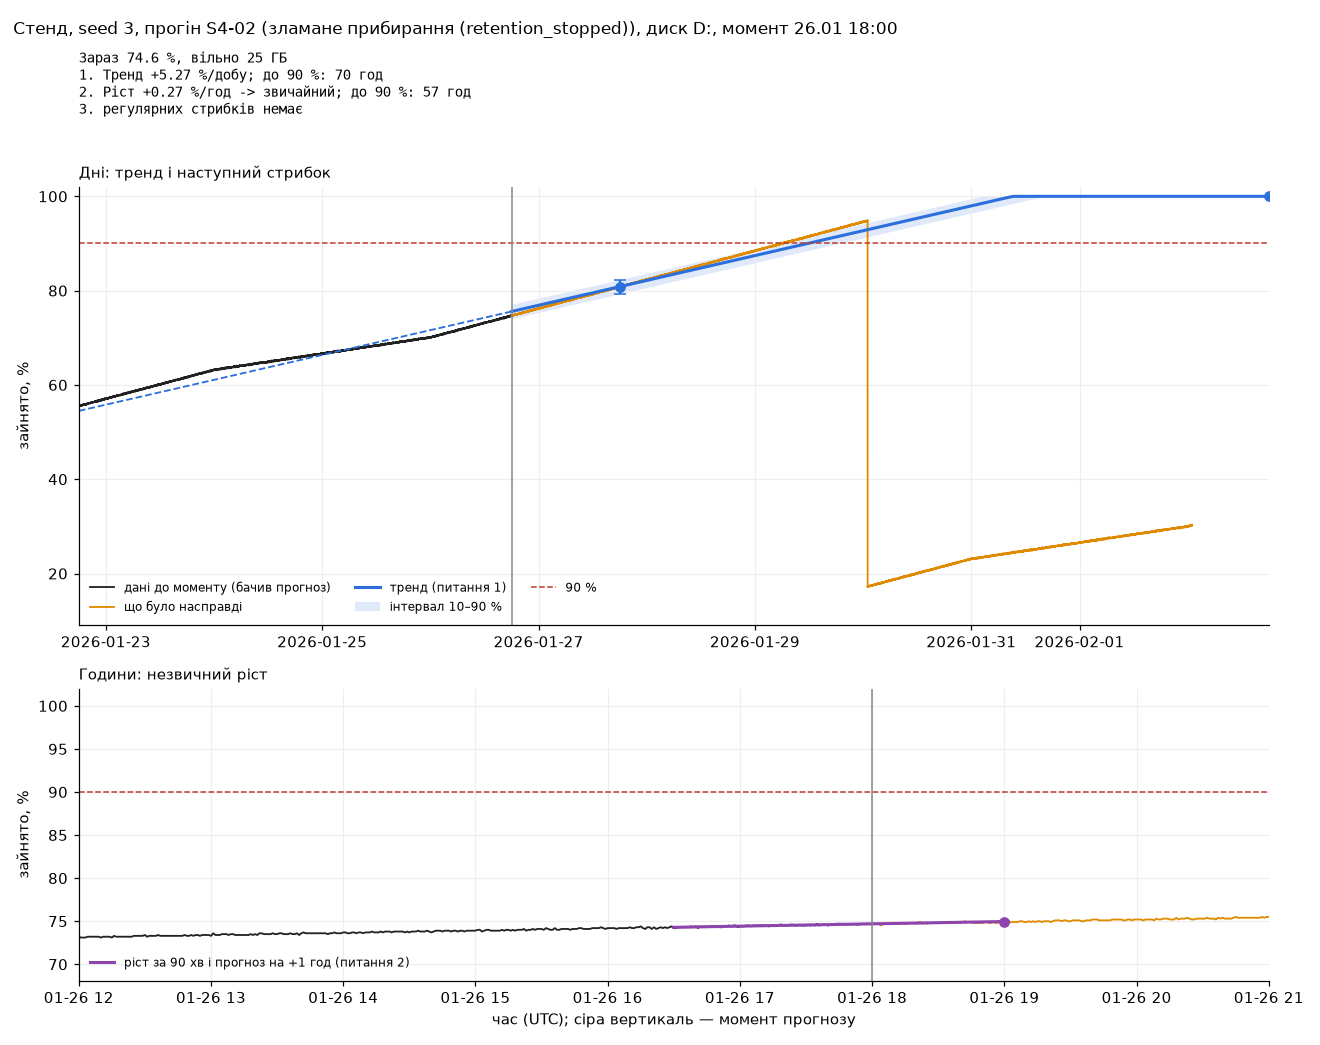 Стенд, seed 3, прогін S4-02 (зламане прибирання (retention_stopped)), диск D:, момент 26.01 18:00
Зараз 74.6 %, вільно 25 ГБ
1. Тренд +5.27 %/добу; до 90 %: 70 год
2. Ріст +0.27 %/год -> звичайний; до 90 %: 57 год
3. регулярних стрибків немає
Дні: тренд і наступний стрибок
100
80
60
40
20
зайнято, %
дані до моменту (бачив прогноз)
що було насправді
тренд (питання 1)
інтервал 10–90 %
90 %
2026-01-23
2026-01-25
2026-01-27
2026-01-29
2026-01-31
2026-02-01
Години: незвичний ріст
100
95
90
85
80
75
70
зайнято, %
ріст за 90 хв і прогноз на +1 год (питання 2)
01-26 12
01-26 13
01-26 14
01-26 15
01-26 16
01-26 17
01-26 18
01-26 19
01-26 20
01-26 21
час (UTC); сіра вертикаль — момент прогнозу